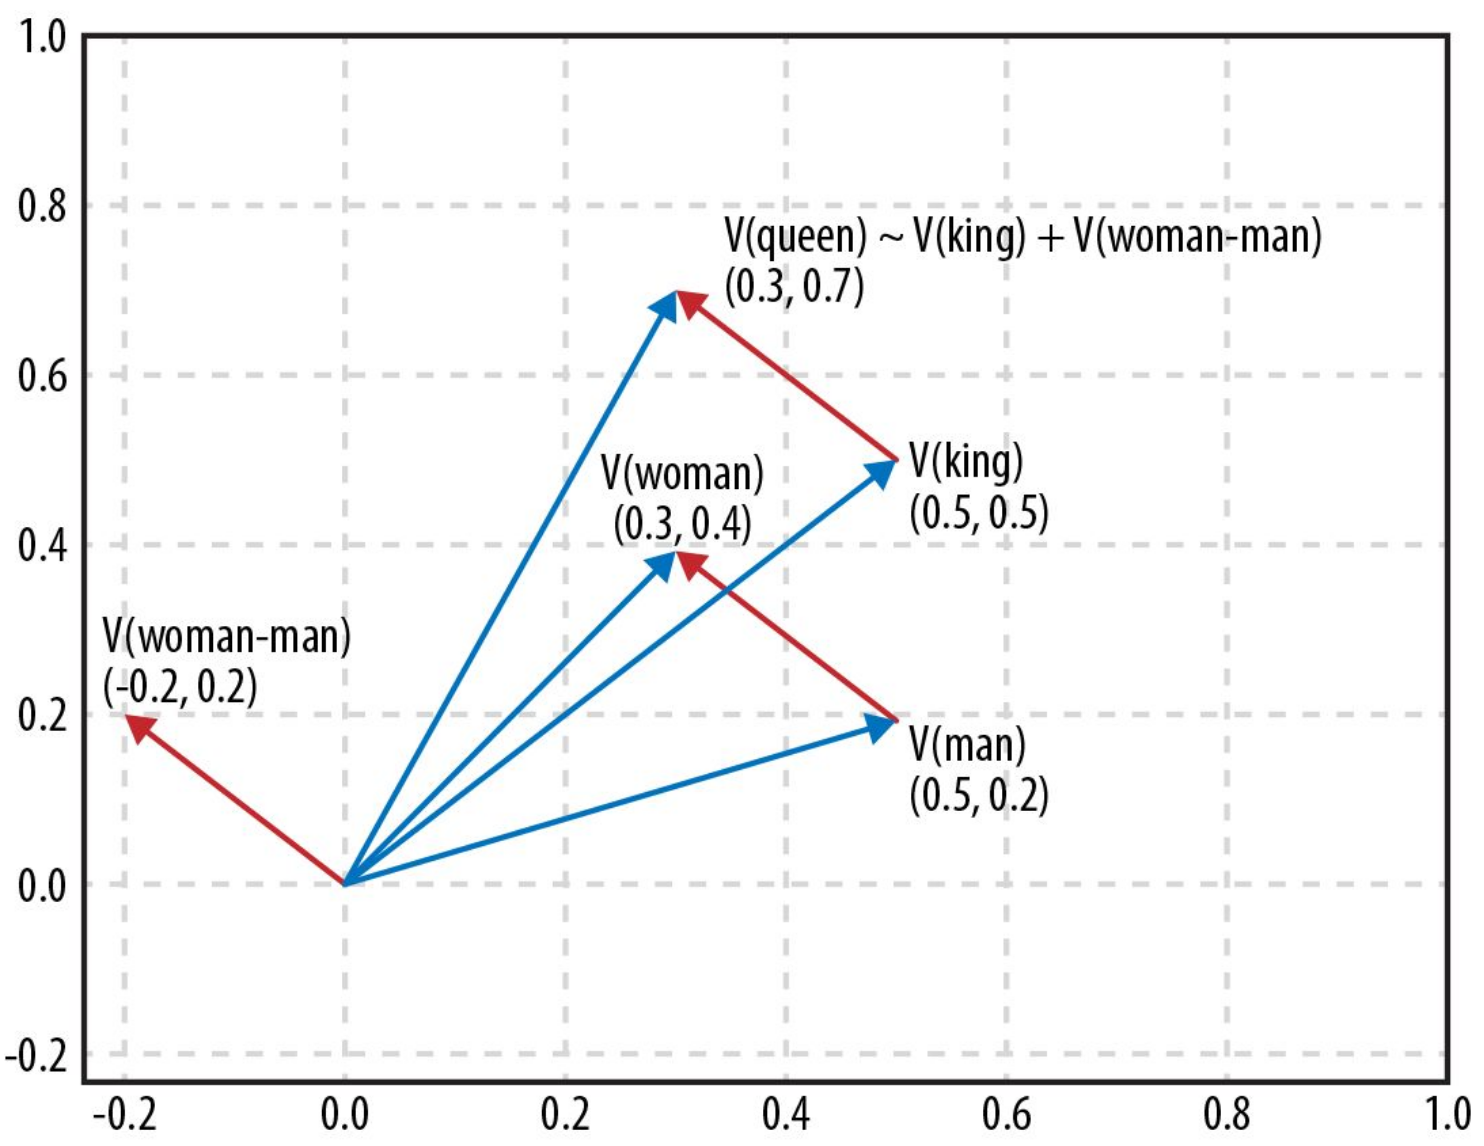 1.0
0.8
V(queen) ~ V(king) + V(woman-man)
(0.3, 0.7)
0.6
V(king)
(0.5, 0.5)
V(woman)
(0.3, 0.4)
0.4
V(woman-man)
(-0.2, 0.2)
0.2
V(man)
(0.5, 0.2)
0.0
-0.2
-0.2 0.0 0.2 0.4 0.6 0.8 1.0